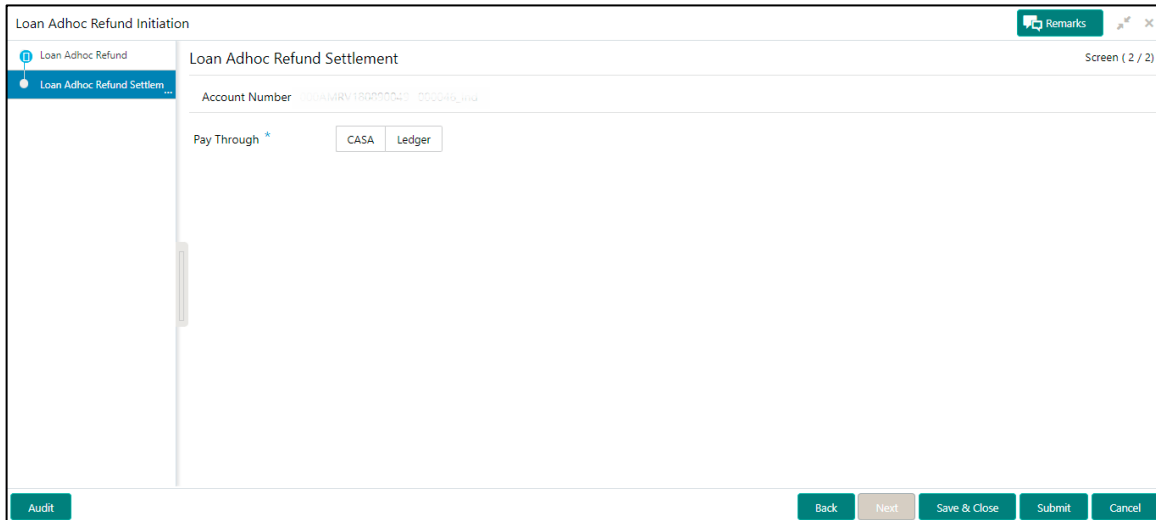 Loan Adhoc Refund Initiation
Remarks
Loan Adhoc Refund
Loan Adhoc Refund Settlem...
Loan Adhoc Refund Settlement
Screen ( 2 / 2)
Account Number
Pay Through *
CASA Ledger
Audit
Back Next Save & Close Submit Cancel